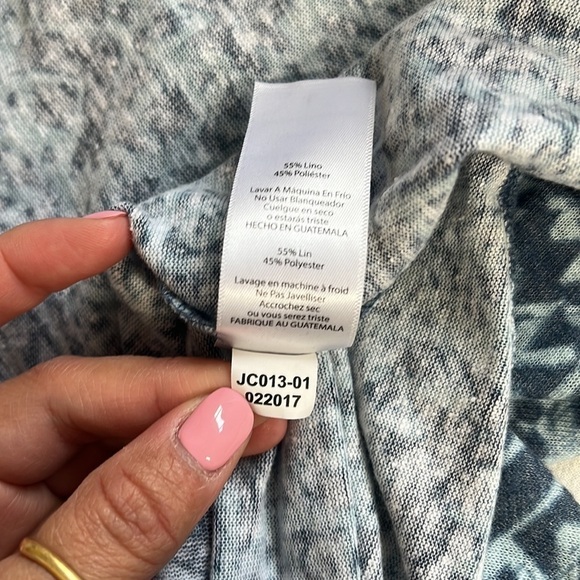 55% Lino
45% Poliéster
Lavar A Máquina En Frío
No Usar Blanqueador
Cuelgue en seco
o estarás triste
HECHO EN GUATEMALA
55% Lin
45% Polyester
Lavage en machine à froid
Ne Pas Javelliser
Accrochez sec
ou vous serez triste
FABRIQUE AU GUATEMALA
JC013-01
022017